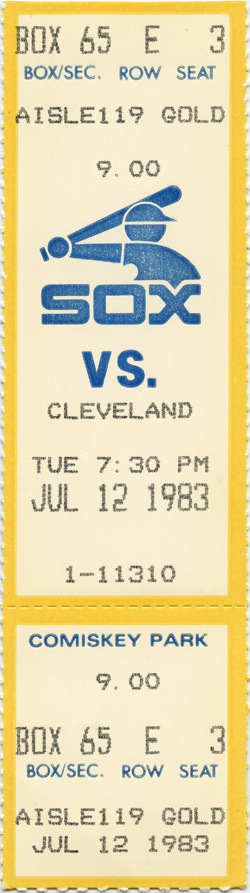 BOX 65 E 3
BOX/SEC. ROW SEAT
AISLE119 GOLD
9.00
SOX
VS.
CLEVELAND
TUE 7:30 PM
JUL 12 1983
1-11310
COMISKEY PARK
9.00
BOX 65 E 3
BOX/SEC. ROW SEAT
AISLE119 GOLD
JUL 12 1983